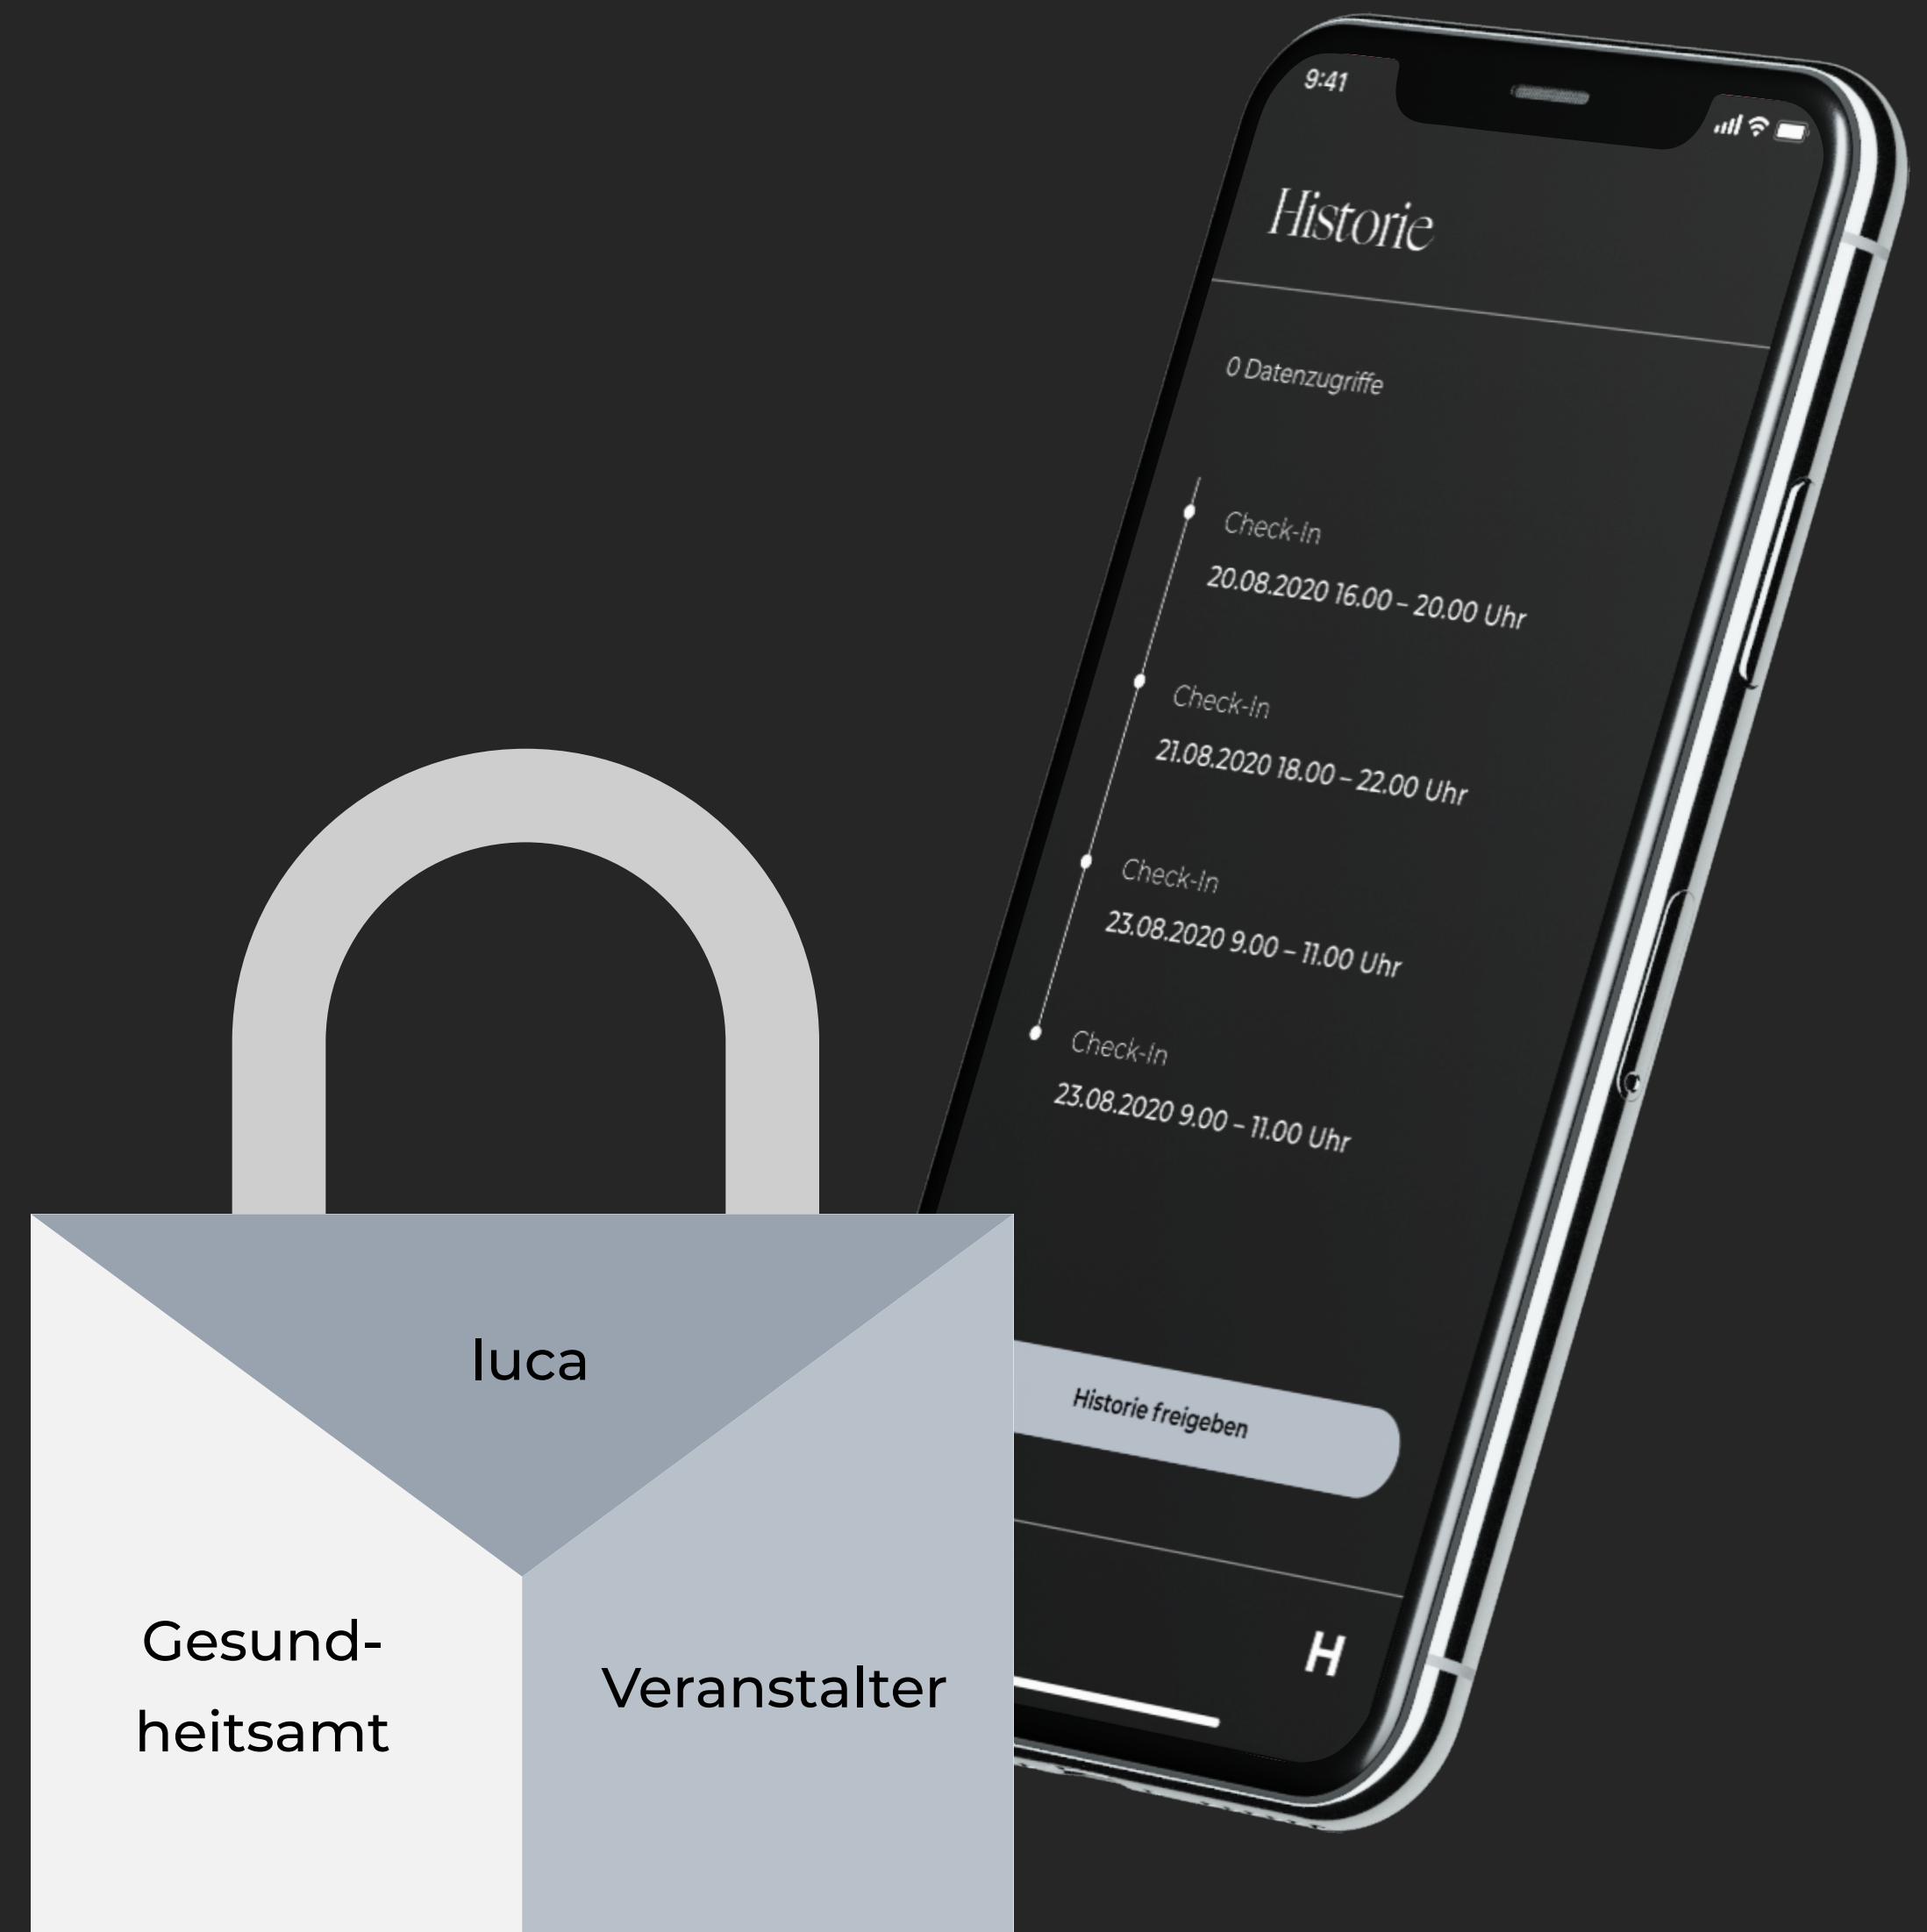 9:41
Historie
0 Datenzugriffe
Check-In
20.08.2020 16.00 – 20.00 Uhr
Check-In
21.08.2020 18.00 – 22.00 Uhr
Check-In
23.08.2020 9.00 – 11.00 Uhr
Check-In
23.08.2020 9.00 – 11.00 Uhr
Historie freigeben
H
luca
Gesund-
heitsamt
Veranstalter